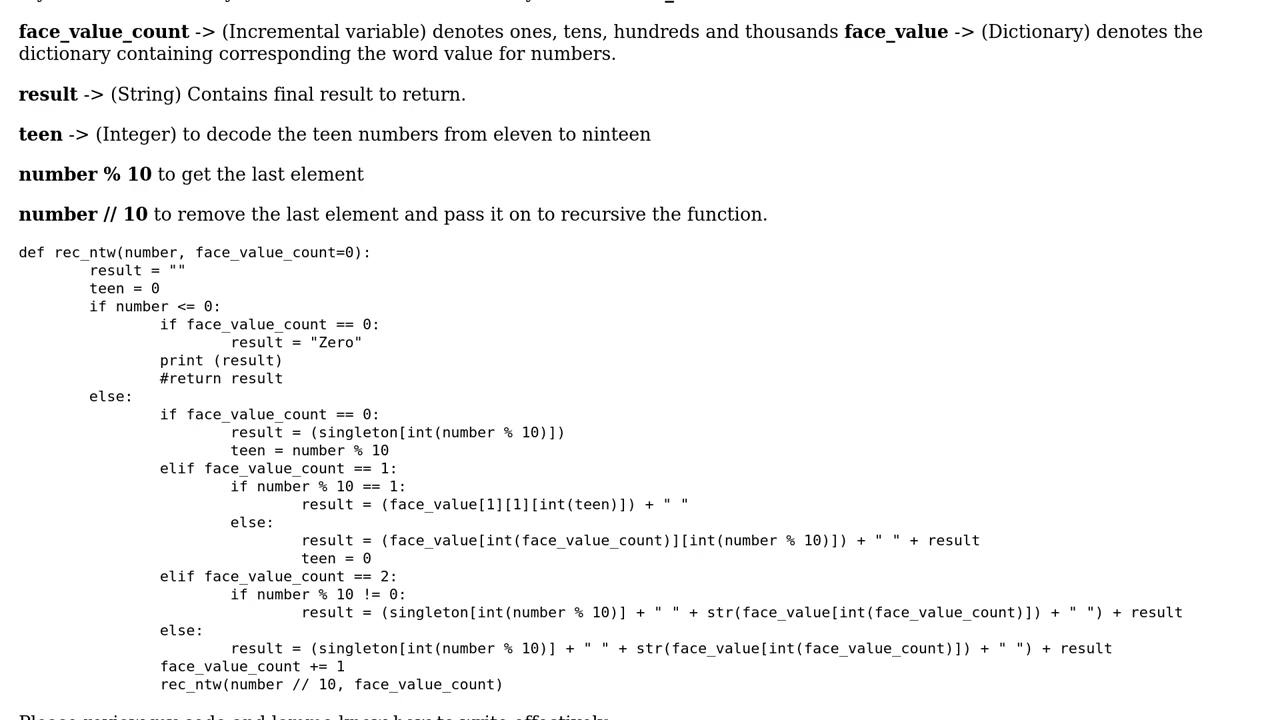 face_value_count -> (Incremental variable) denotes ones, tens, hundreds and thousands face_value -> (Dictionary) denotes the
dictionary containing corresponding the word value for numbers.
result -> (String) Contains final result to return.
teen -> (Integer) to decode the teen numbers from eleven to ninteen
number % 10 to get the last element
number // 10 to remove the last element and pass it on to recursive the function.
def rec_ntw(number, face_value_count=0):
        result = ""
        teen = 0
        if number <= 0:
                if face_value_count == 0:
                        result = "Zero"
                print (result)
                #return result
        else:
                if face_value_count == 0:
                        result = (singleton[int(number % 10)])
                        teen = number % 10
                elif face_value_count == 1:
                        if number % 10 == 1:
                                result = (face_value[1][1][int(teen)]) + " "
                        else:
                                result = (face_value[int(face_value_count)][int(number % 10)]) + " " + result
                                teen = 0
                elif face_value_count == 2:
                        if number % 10 != 0:
                                result = (singleton[int(number % 10)] + " " + str(face_value[int(face_value_count)]) + " ") + result
                else:
                        result = (singleton[int(number % 10)] + " " + str(face_value[int(face_value_count)]) + " ") + result
                face_value_count += 1
                rec_ntw(number // 10, face_value_count)